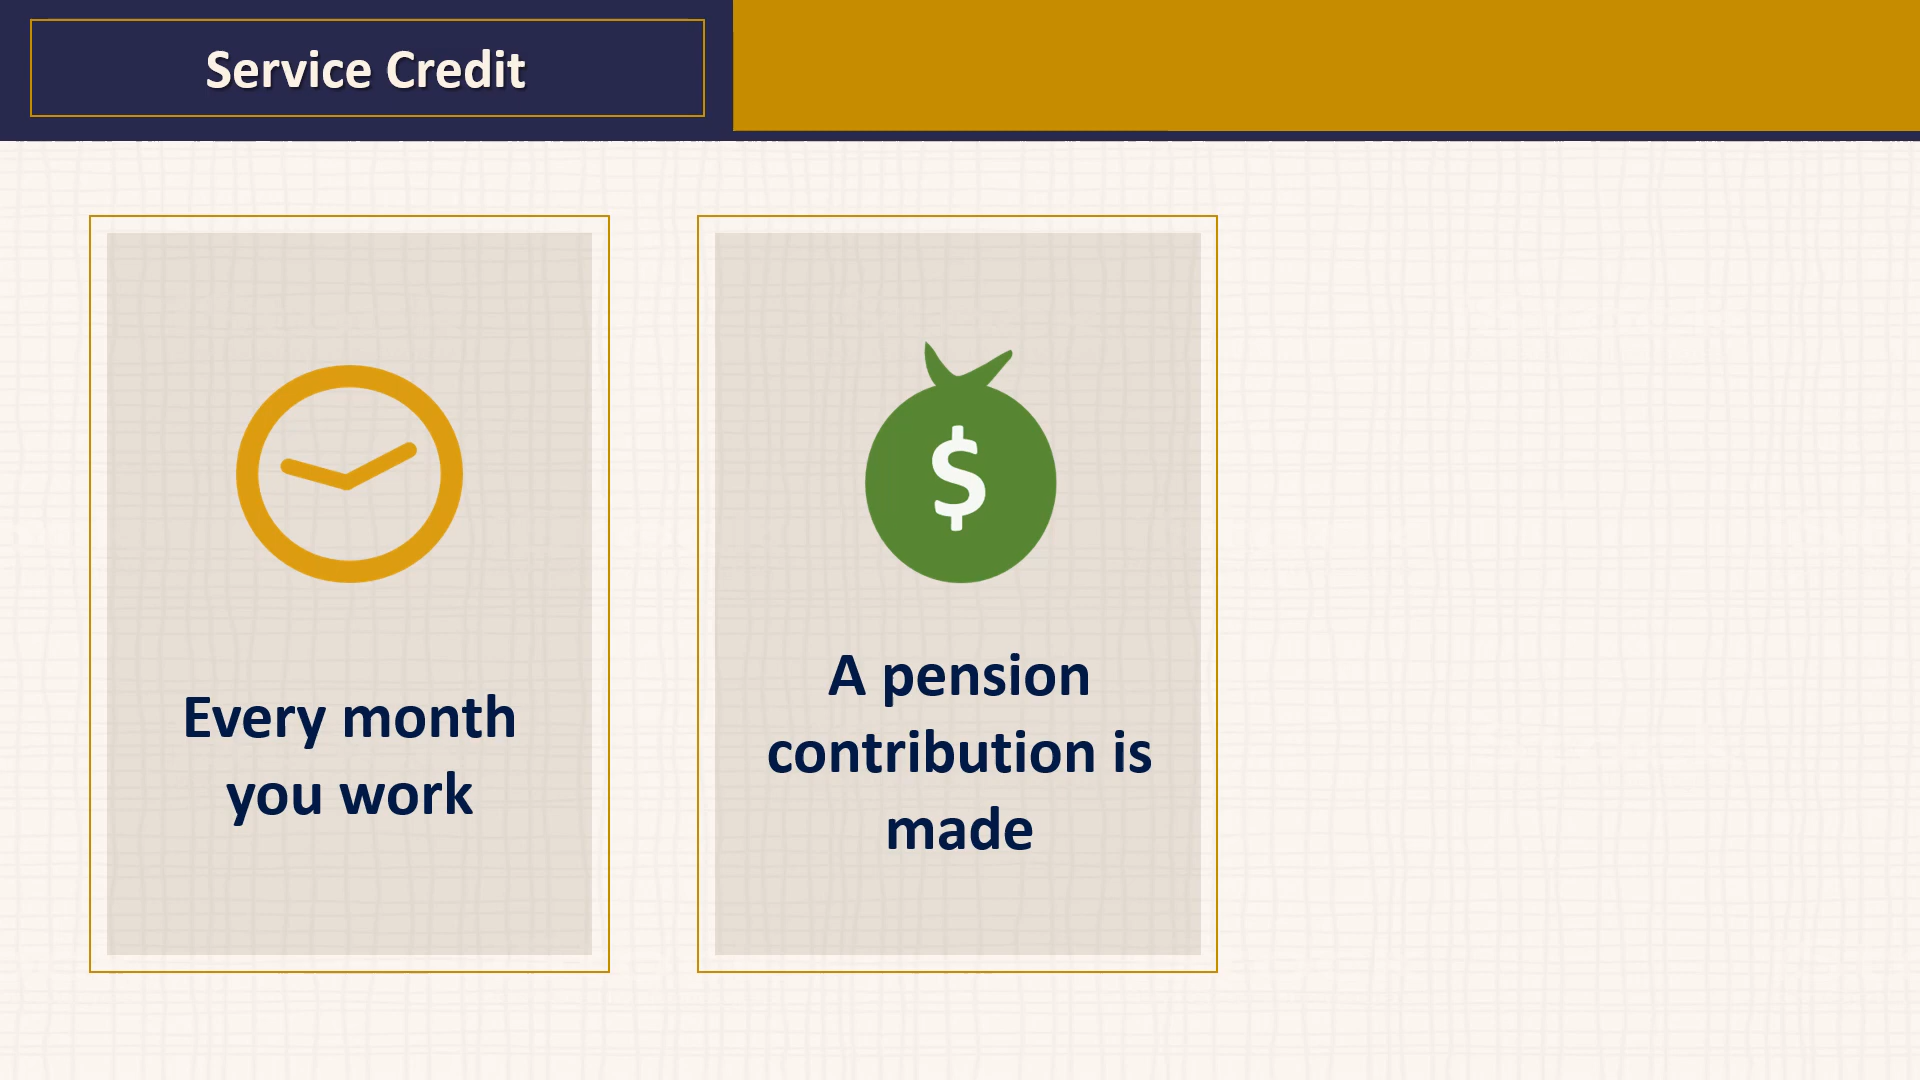 Service Credit
Every month
you work
$
A pension
contribution is
made